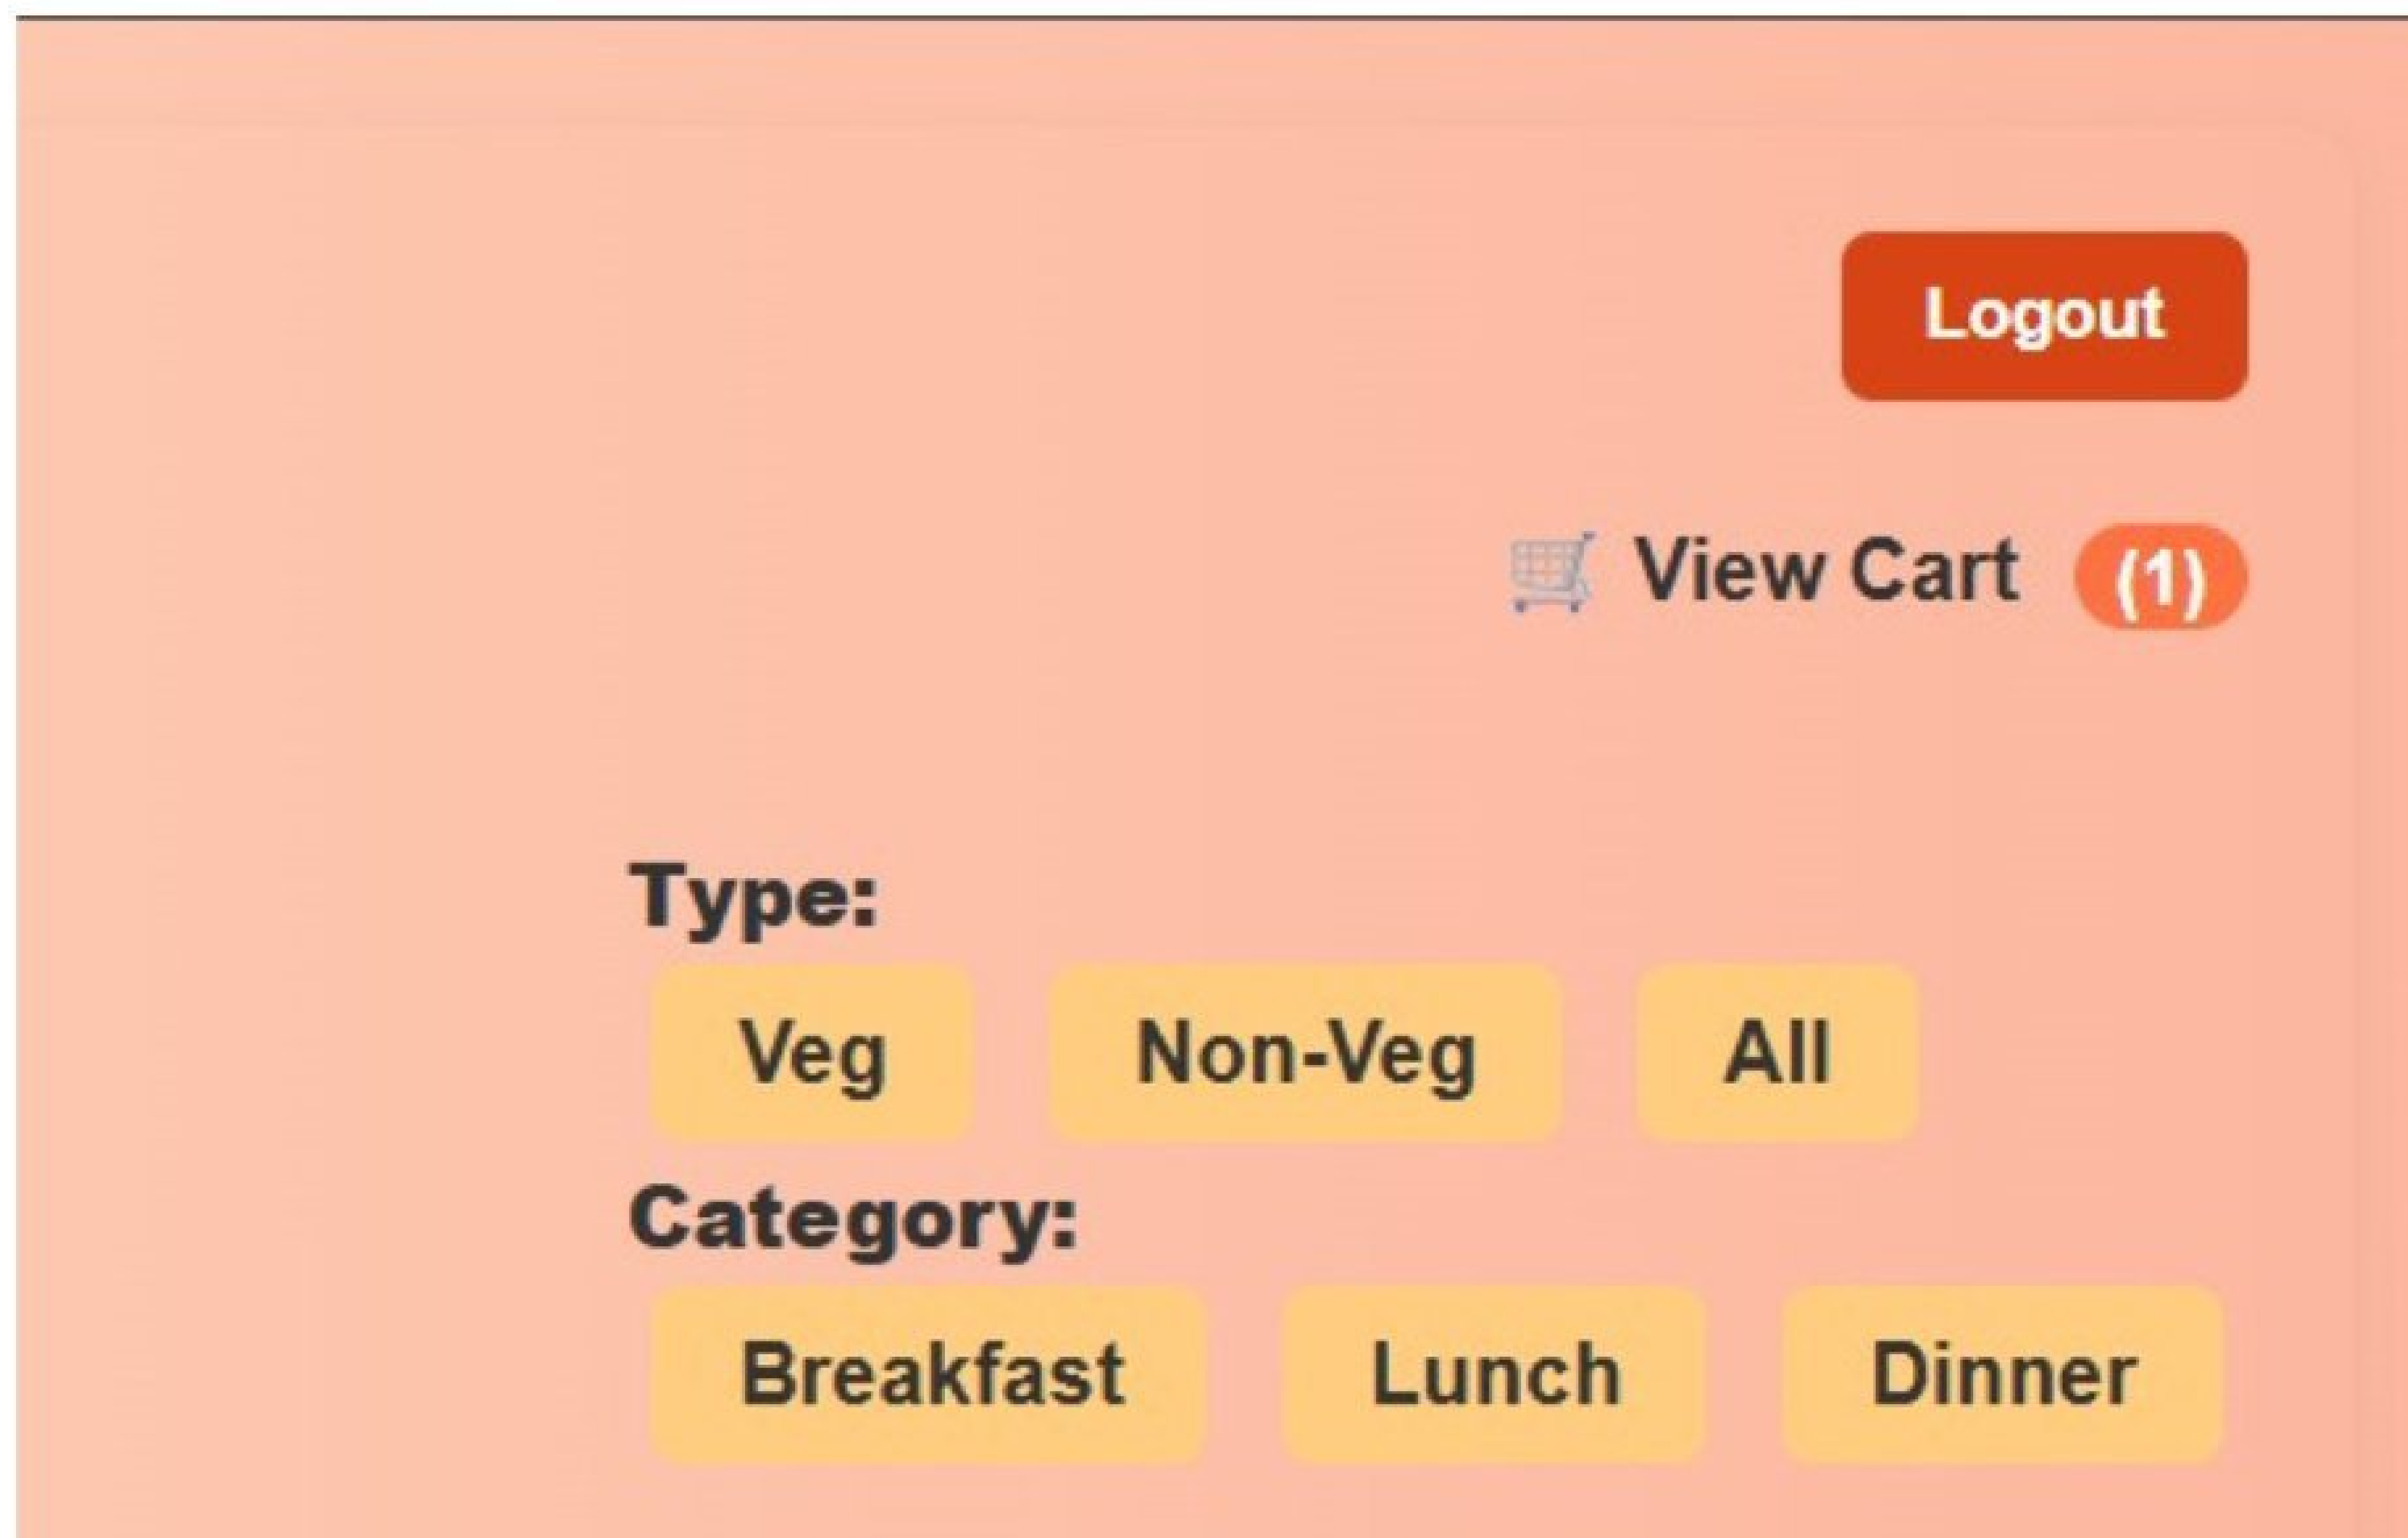 Logout
View Cart (1)
Type:
Veg Non-Veg All
Category:
Breakfast Lunch Dinner